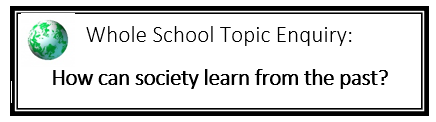 Whole School Topic Enquiry:
How can society learn from the past?